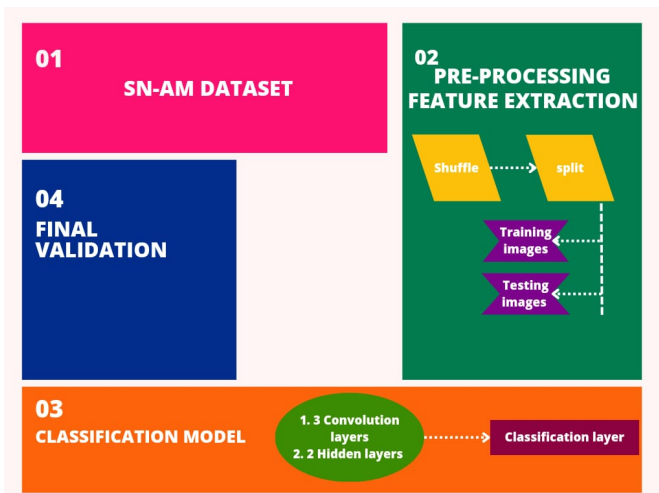 01
SN-AM DATASET
02
PRE-PROCESSING
FEATURE EXTRACTION
Shuffle
split
Training
images
Testing
images
04
FINAL
VALIDATION
03
CLASSIFICATION MODEL
1. 3 Convolution
layers
2. 2 Hidden layers
Classification layer